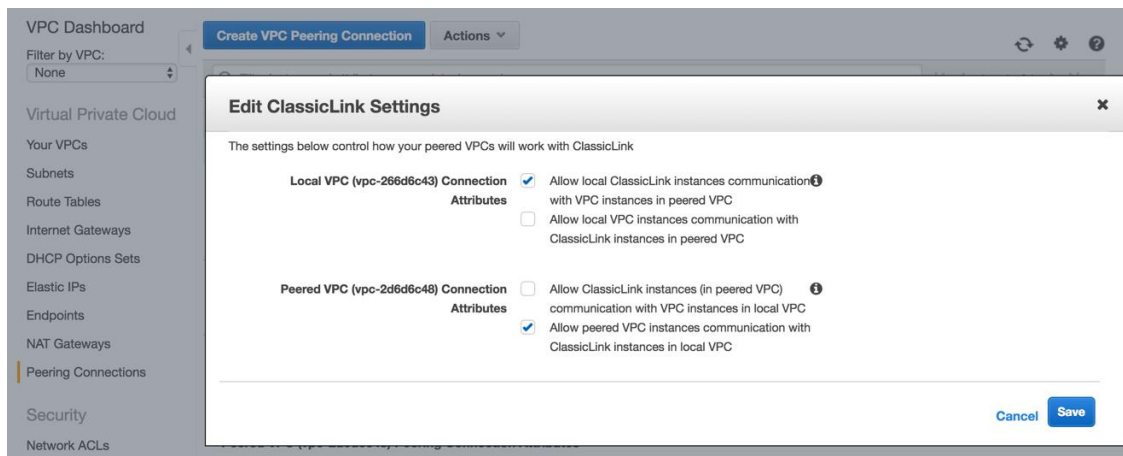 VPC Dashboard
Filter by VPC:
None
Virtual Private Cloud
Your VPCs
Subnets
Route Tables
Internet Gateways
DHCP Options Sets
Elastic IPs
Endpoints
NAT Gateways
Peering Connections
Security
Network ACLs
Create VPC Peering Connection
Actions
Edit ClassicLink Settings
The settings below control how your peered VPCs will work with ClassicLink
Local VPC (vpc-266d6c43) Connection
Attributes
Allow local ClassicLink instances communication
with VPC instances in peered VPC
Allow local VPC instances communication with
ClassicLink instances in peered VPC
Peered VPC (vpc-2d6d6c48) Connection
Attributes
Allow ClassicLink instances (in peered VPC)
communication with VPC instances in local VPC
Allow peered VPC instances communication with
ClassicLink instances in local VPC
Cancel
Save